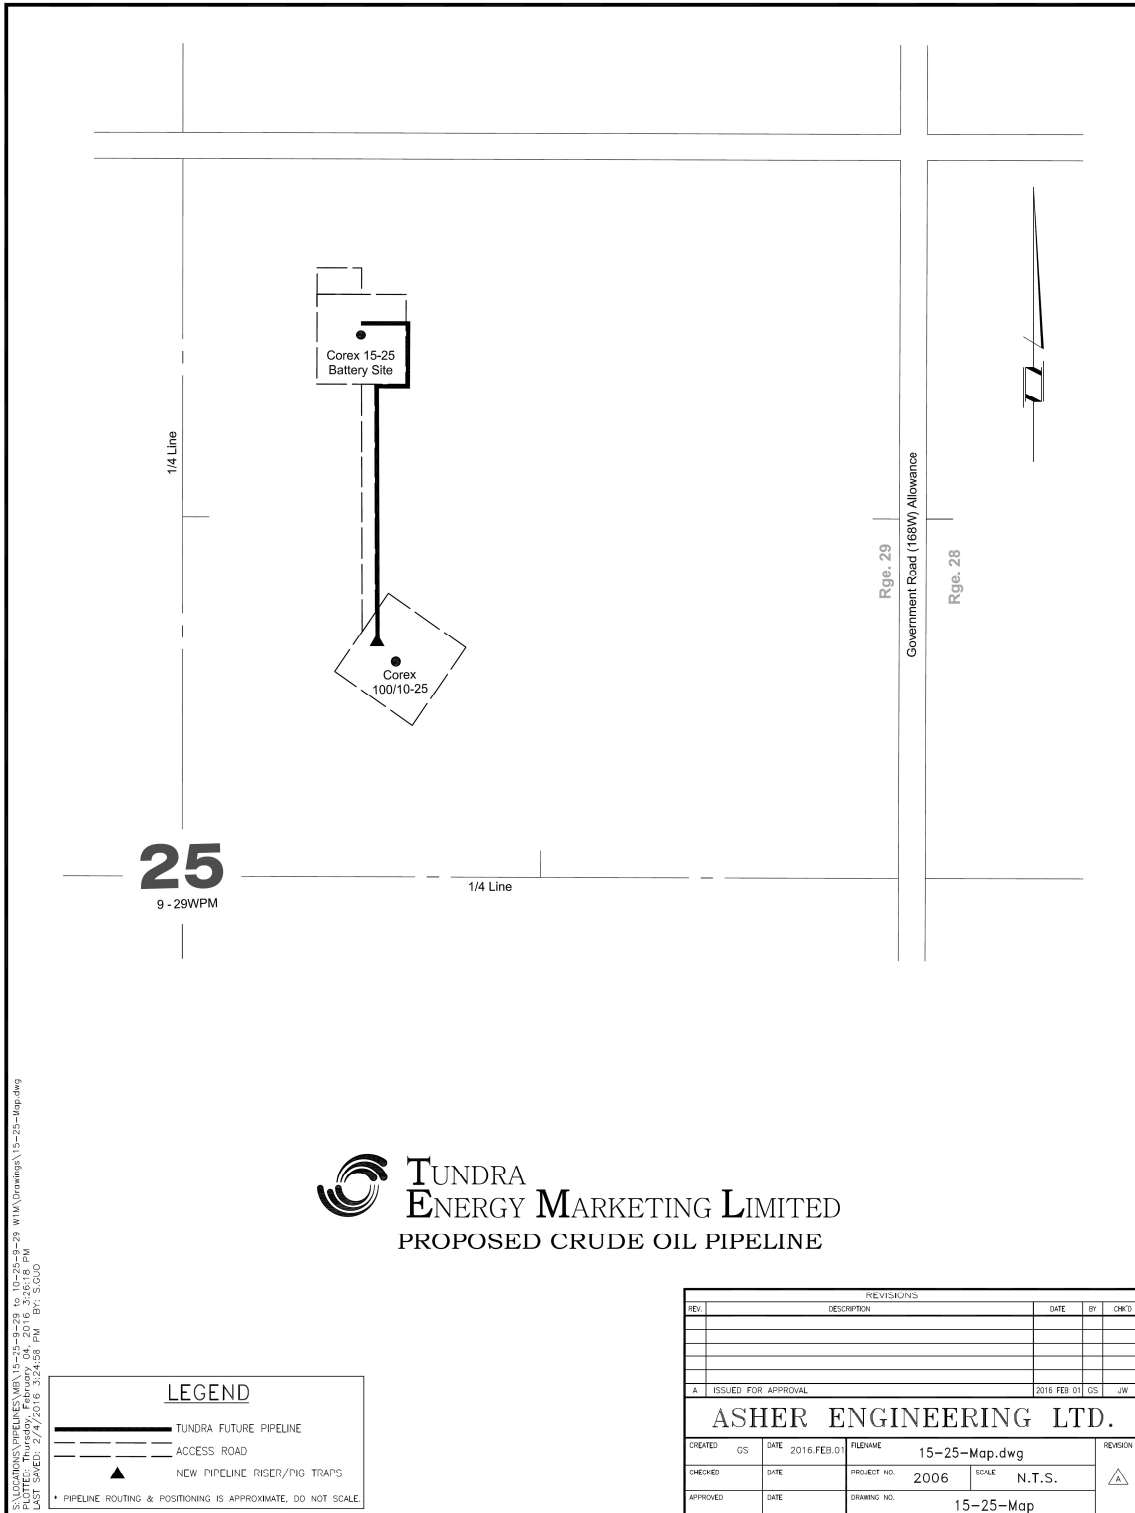 Corex 15-25
Battery Site
1/4 Line
Government Road (168W) Allowance
Rge. 29
Rge. 28
Corex
100/10-25
25
9 - 29WPM
1/4 Line
S:\LOCATIONS\PIPELINES\MB\15-25-9-29 to 10-25-9-29 W1M\Drawings\15-25-Map.dwg
PLOTTED: Thursday, February 04, 2016 3:26:18 PM
LAST SAVED: 2/4/2016 3:24:58 PM BY: S.GUO
TUNDRA
ENERGY MARKETING LIMITED
PROPOSED CRUDE OIL PIPELINE
LEGEND
TUNDRA FUTURE PIPELINE
ACCESS ROAD
NEW PIPELINE RISER/PIG TRAPS
* PIPELINE ROUTING & POSITIONING IS APPROXIMATE, DO NOT SCALE.
REVISIONS
REV. DESCRIPTION DATE BY CHK'D
A ISSUED FOR APPROVAL 2016 FEB 01 GS JW
ASHER ENGINEERING LTD.
CREATED GS DATE 2016.FEB.01 FILENAME 15-25-Map.dwg REVISION
CHECKED DATE PROJECT NO. 2006 SCALE N.T.S. A
APPROVED DATE DRAWING NO. 15-25-Map